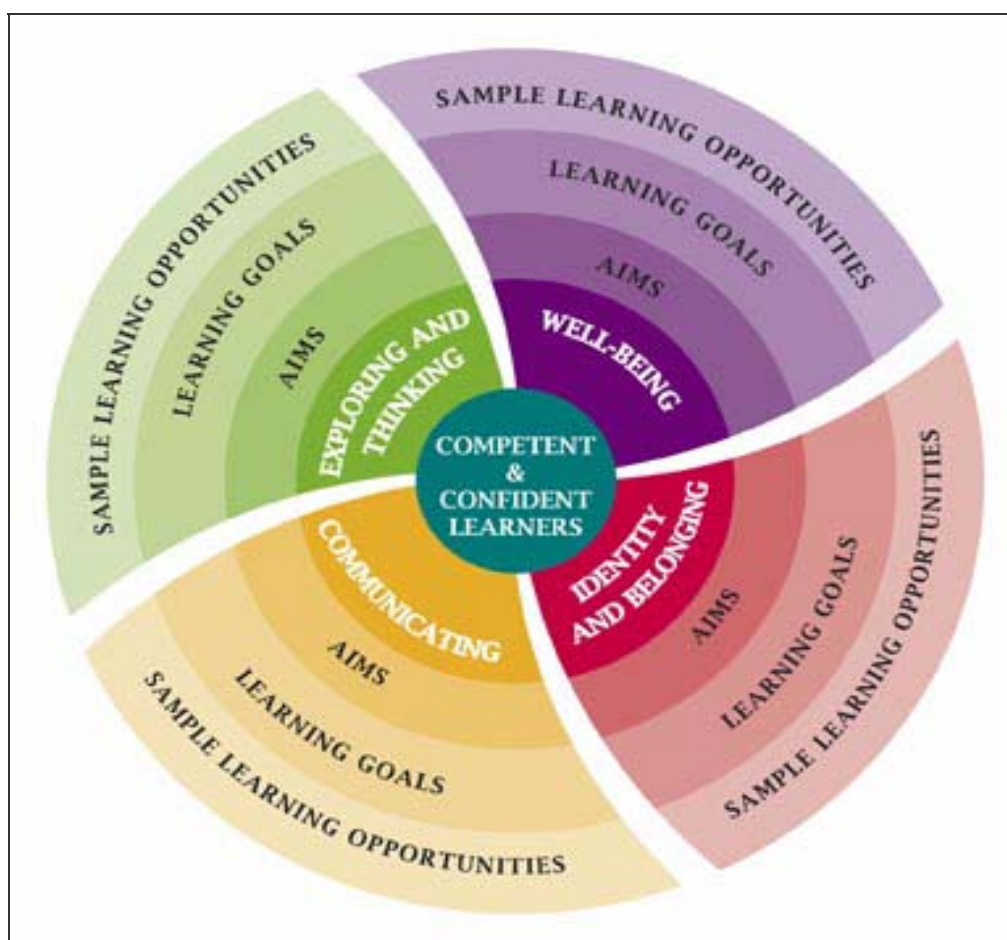 SAMPLE LEARNING OPPORTUNITIES
LEARNING GOALS
AIMS
WELL-BEING
SAMPLE LEARNING OPPORTUNITIES
LEARNING GOALS
AIMS
EXPLORING AND
THINKING
COMPETENT
&
CONFIDENT
LEARNERS
IDENTITY
AND BELONGING
AIMS
LEARNING GOALS
SAMPLE LEARNING OPPORTUNITIES
COMMUNICATING
AIMS
LEARNING GOALS
SAMPLE LEARNING OPPORTUNITIES